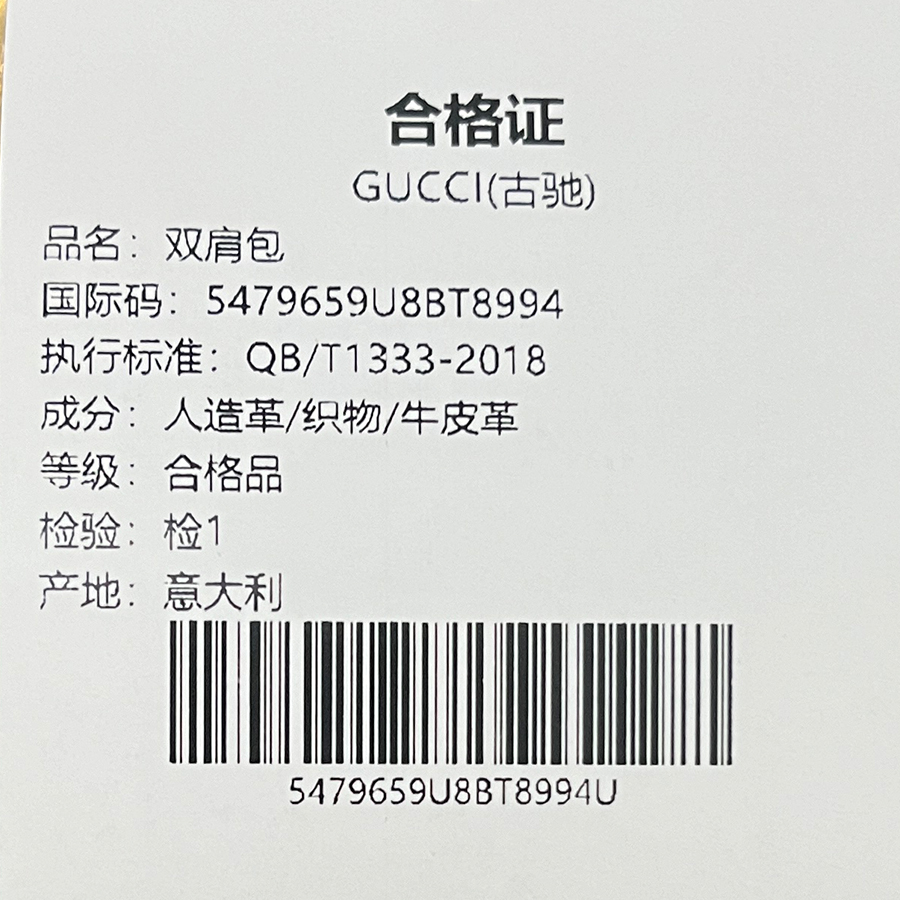 合格证
GUCCI(古驰)
品名：双肩包
国际码：5479659U8BT8994
执行标准：QB/T1333-2018
成分：人造革/织物/牛皮革
等级：合格品
检验：检1
产地：意大利
5479659U8BT8994U